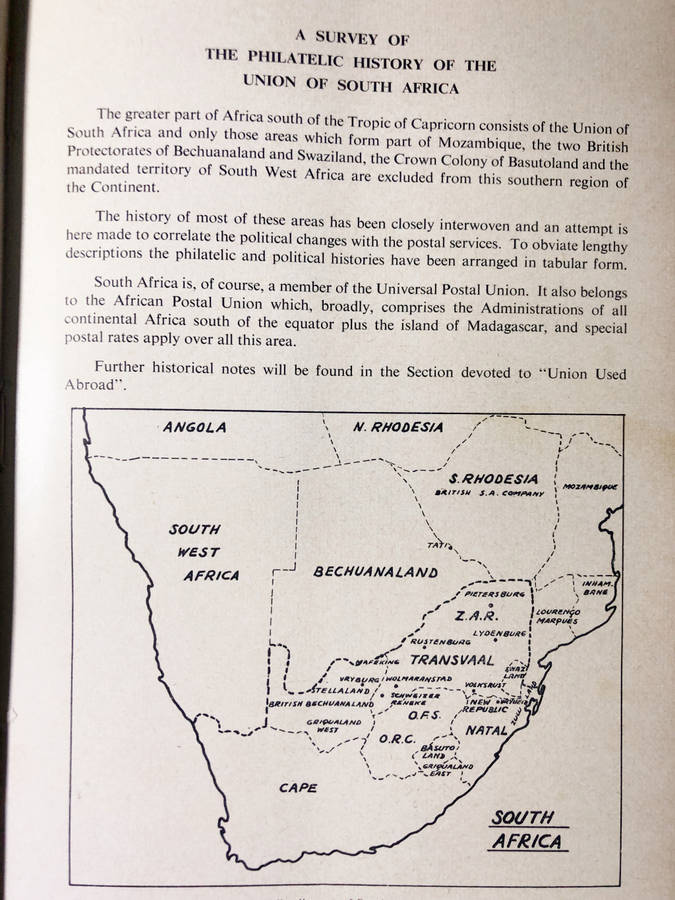 A SURVEY OF
THE PHILATELIC HISTORY OF THE
UNION OF SOUTH AFRICA
The greater part of Africa south of the Tropic of Capricorn consists of the Union of
South Africa and only those areas which form part of Mozambique, the two British
Protectorates of Bechuanaland and Swaziland, the Crown Colony of Basutoland and the
mandated territory of South West Africa are excluded from this southern region of
the Continent.
The history of most of these areas has been closely interwoven and an attempt is
here made to correlate the political changes with the postal services. To obviate lengthy
descriptions the philatelic and political histories have been arranged in tabular form.
South Africa is, of course, a member of the Universal Postal Union. It also belongs
to the African Postal Union which, broadly, comprises the Administrations of all
continental Africa south of the equator plus the island of Madagascar, and special
postal rates apply over all this area.
Further historical notes will be found in the Section devoted to "Union Used
Abroad".
ANGOLA
N. RHODESIA
S. RHODESIA
BRITISH S.A. COMPANY
MOZAMBIQUE
SOUTH
WEST
AFRICA
TATI
BECHUANALAND
INHAM-
BANE
PIETERSBURG
Z.A.R.
LOURENÇO
MARQUES
LYDENBURG
RUSTENBURG
MAFEKING
TRANSVAAL
SWAZI
LAND
VRYBURG
WOLMARANSTAD
VOLKSRUST
STELLALAND
SCHWEIZER
RENEKE
BRITISH BECHUANALAND
NEW
REPUBLIC
ZULU LAND
GRIQUALAND
WEST
O.F.S.
NATAL
O.R.C.
BASUTO
LAND
GRIQUALAND
EAST
CAPE
SOUTH
AFRICA